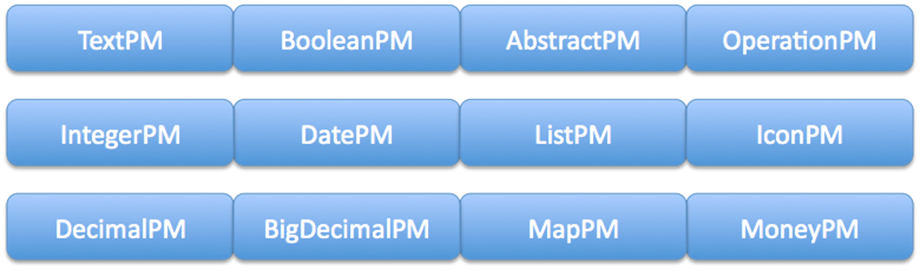 TextPM BooleanPM AbstractPM OperationPM
IntegerPM DatePM ListPM IconPM
DecimalPM BigDecimalPM MapPM MoneyPM